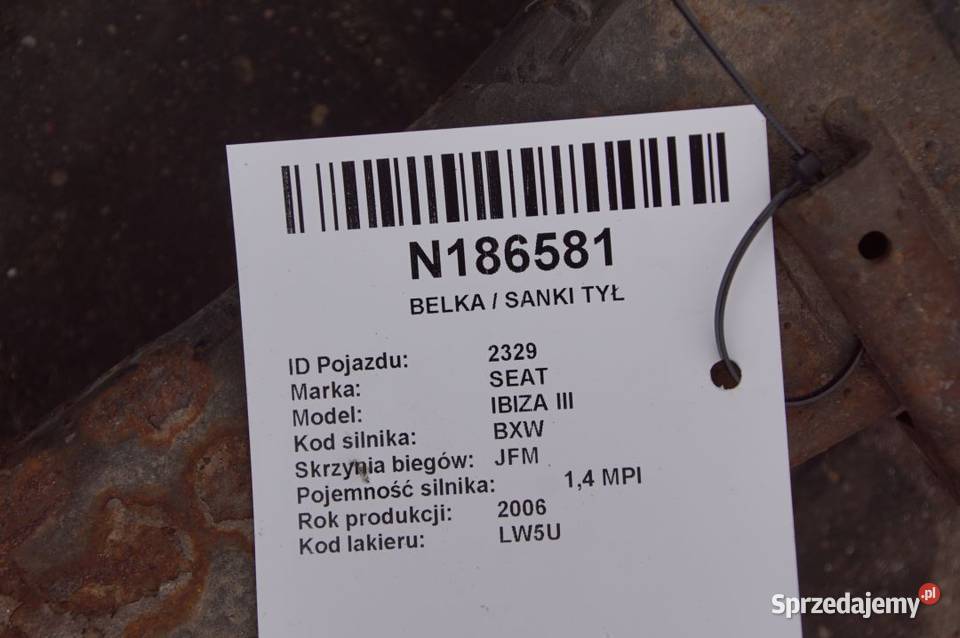 N186581
BELKA / SANKI TYŁ
ID Pojazdu: 2329
Marka: SEAT
Model: IBIZA III
Kod silnika: BXW
Skrzynia biegów: JFM
Pojemność silnika: 1,4 MPI
Rok produkcji: 2006
Kod lakieru: LW5U
Sprzedajemy.pl